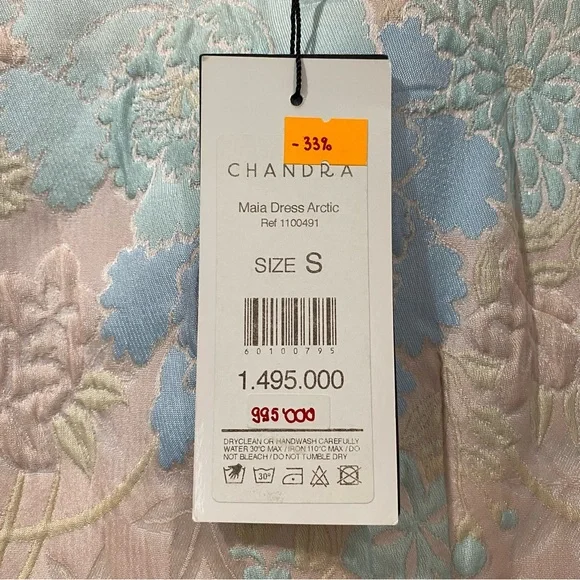 - 33%
CHANDRA
Maia Dress Arctic
Ref 1100491
SIZE S
60100795
1.495.000
995'000
DRYCLEAN OR HANDWASH CAREFULLY
WATER 30°C MAX / IRON 110°C MAX / DO
NOT BLEACH / DO NOT TUMBLE DRY
30°